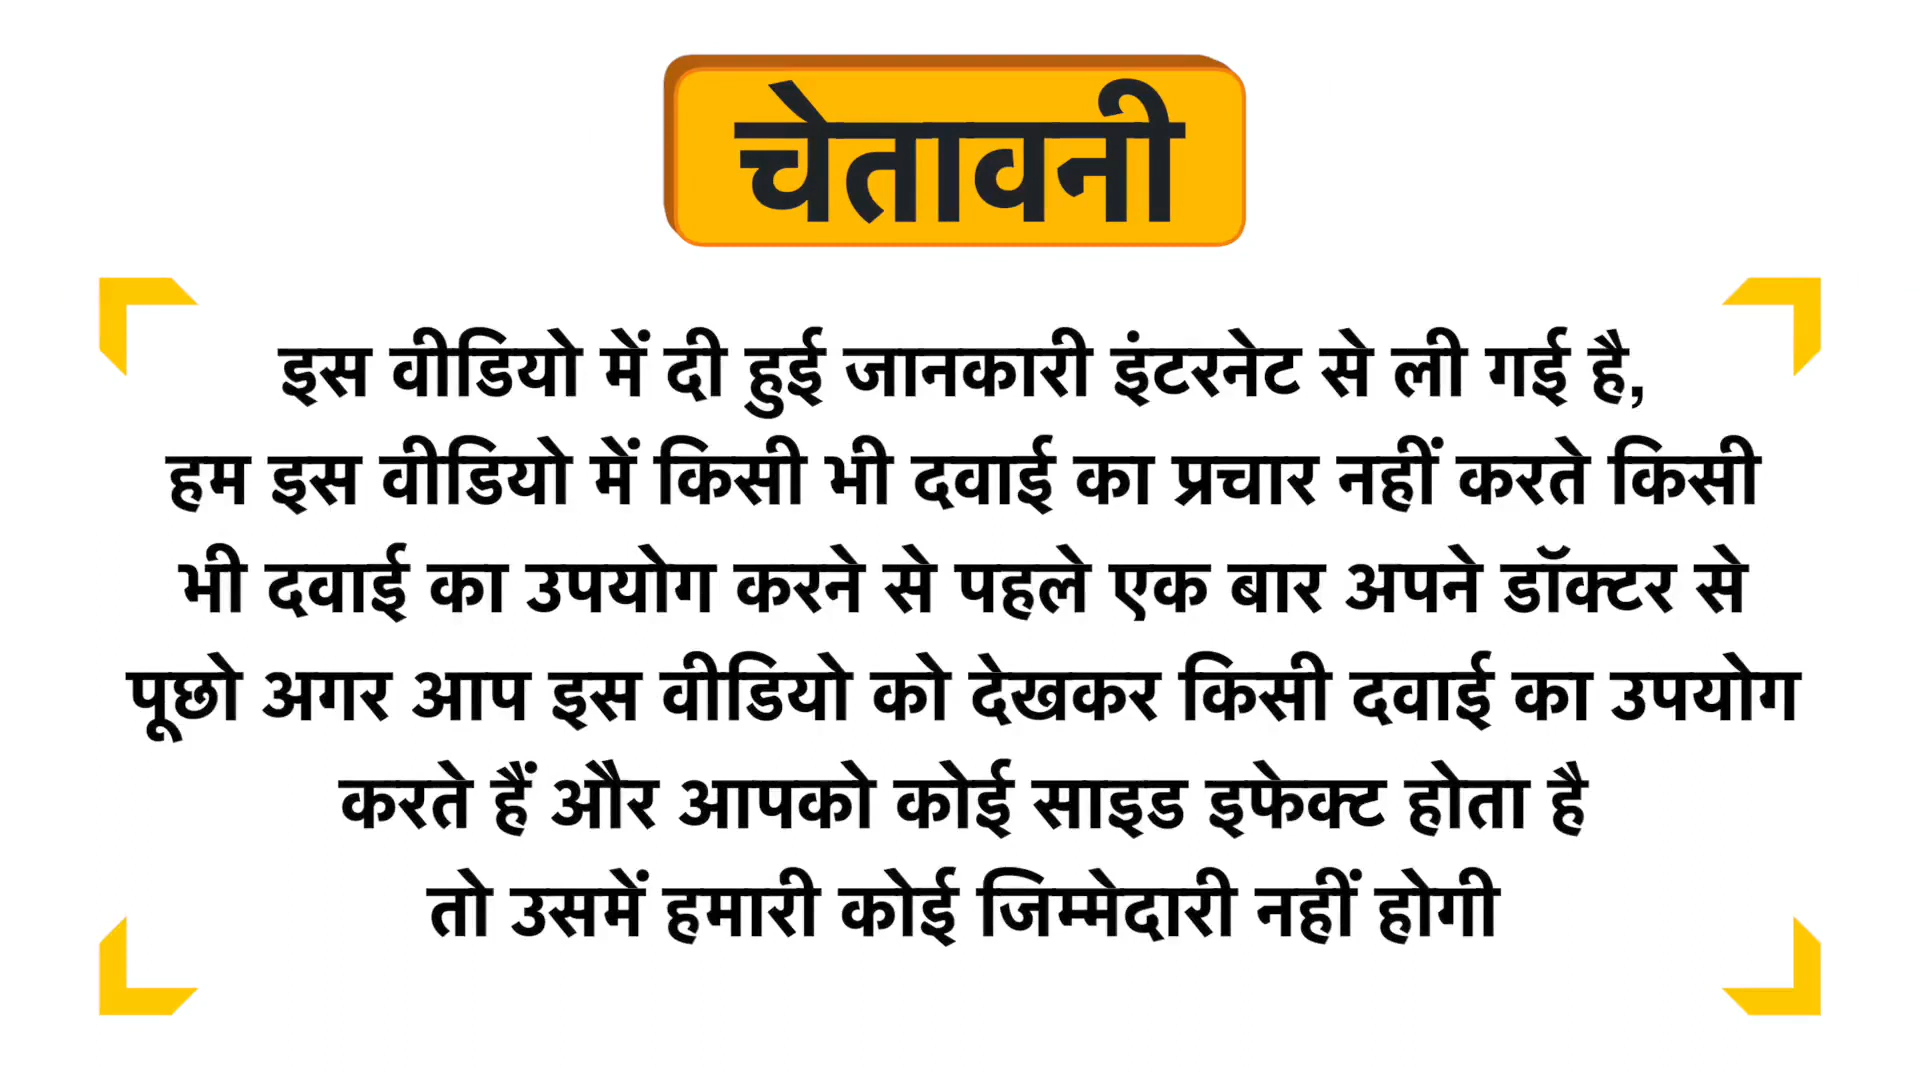 चेतावनी
इस वीडियो में दी हुई जानकारी इंटरनेट से ली गई है,
हम इस वीडियो में किसी भी दवाई का प्रचार नहीं करते किसी
भी दवाई का उपयोग करने से पहले एक बार अपने डॉक्टर से
पूछो अगर आप इस वीडियो को देखकर किसी दवाई का उपयोग
करते हैं और आपको कोई साइड इफेक्ट होता है
तो उसमें हमारी कोई जिम्मेदारी नहीं होगी